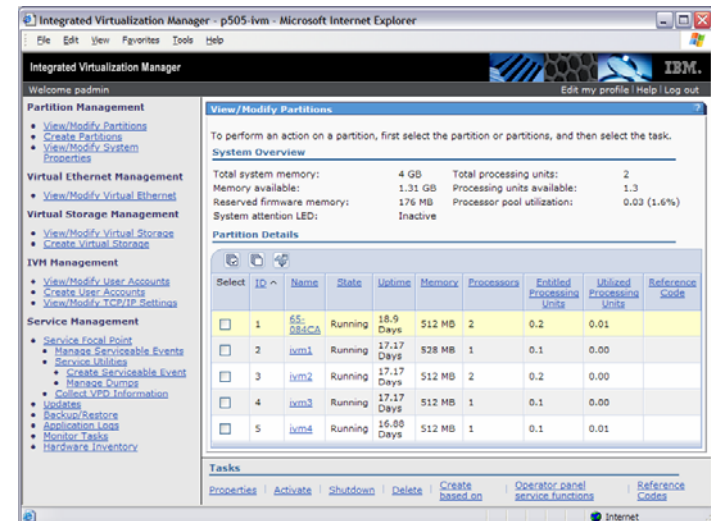 Integrated Virtualization Manager - p505-ivm - Microsoft Internet Explorer
File Edit View Favorites Tools Help
Integrated Virtualization Manager
IBM.
Welcome padmin
Edit my profile | Help | Log out
Partition Management
View/Modify Partitions
Create Partitions
View/Modify System
Properties
Virtual Ethernet Management
View/Modify Virtual Ethernet
Virtual Storage Management
View/Modify Virtual Storage
Create Virtual Storage
IVM Management
View/Modify User Accounts
Create User Accounts
View/Modify TCP/IP Settings
Service Management
Service Focal Point
Manage Serviceable Events
Service Utilities
Create Serviceable Event
Manage Dumps
Collect VPD Information
Updates
Backup/Restore
Application Logs
Monitor Tasks
Hardware Inventory
View/Modify Partitions ?
To perform an action on a partition, first select the partition or partitions, and then select the task.
System Overview
Total system memory: 4 GB Total processing units: 2
Memory available: 1.31 GB Processing units available: 1.3
Reserved firmware memory: 176 MB Processor pool utilization: 0.03 (1.6%)
System attention LED: Inactive
Partition Details
Select ID ^ Name State Uptime Memory Processors Entitled Processing Units Utilized Processing Units Reference Code
1 65-084CA Running 18.9 Days 512 MB 2 0.2 0.01
2 ivm1 Running 17.17 Days 528 MB 1 0.1 0.00
3 ivm2 Running 17.17 Days 512 MB 2 0.2 0.00
4 ivm3 Running 17.17 Days 512 MB 1 0.1 0.00
5 ivm4 Running 16.88 Days 512 MB 1 0.1 0.01
Tasks
Properties | Activate | Shutdown | Delete | Create based on | Operator panel service functions | Reference Codes
Internet